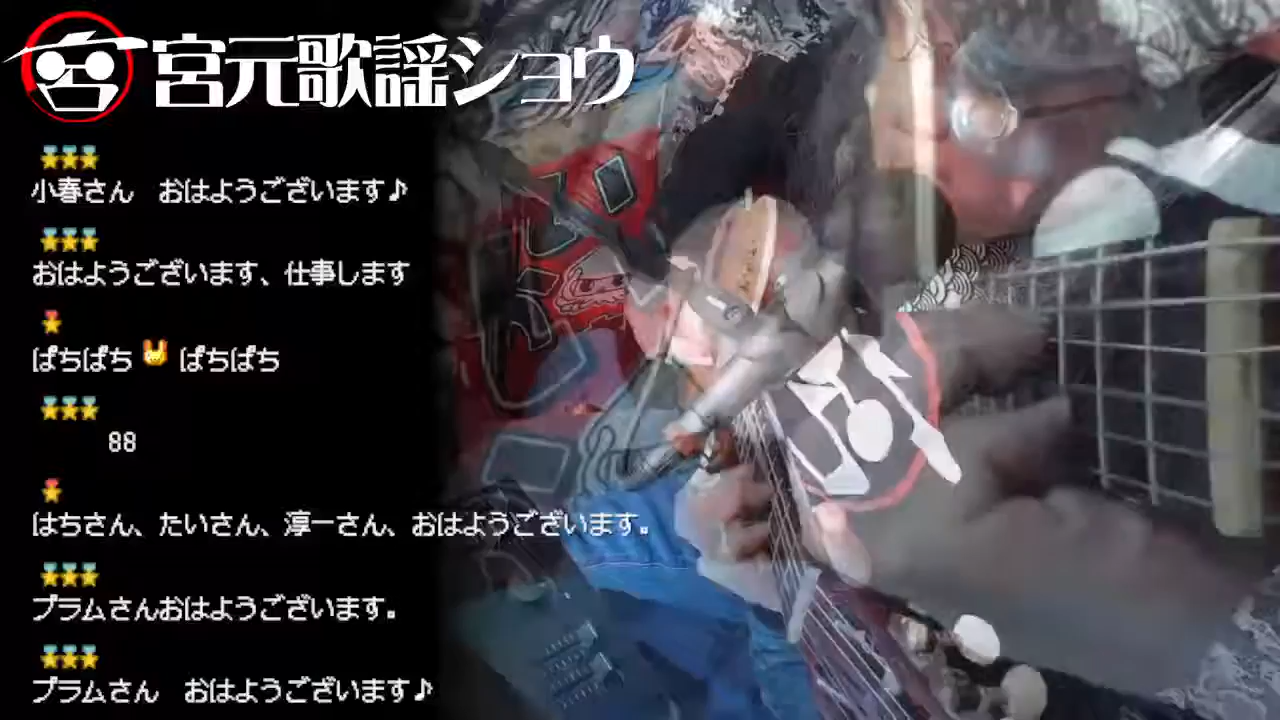 宮元歌謡ショウ
小春さん　おはようございます♪
おはようございます、仕事します
ぱちぱち🐰ぱちぱち
88
はちさん、たいさん、淳一さん、おはようございます。
プラムさんおはようございます。
プラムさん　おはようございます♪